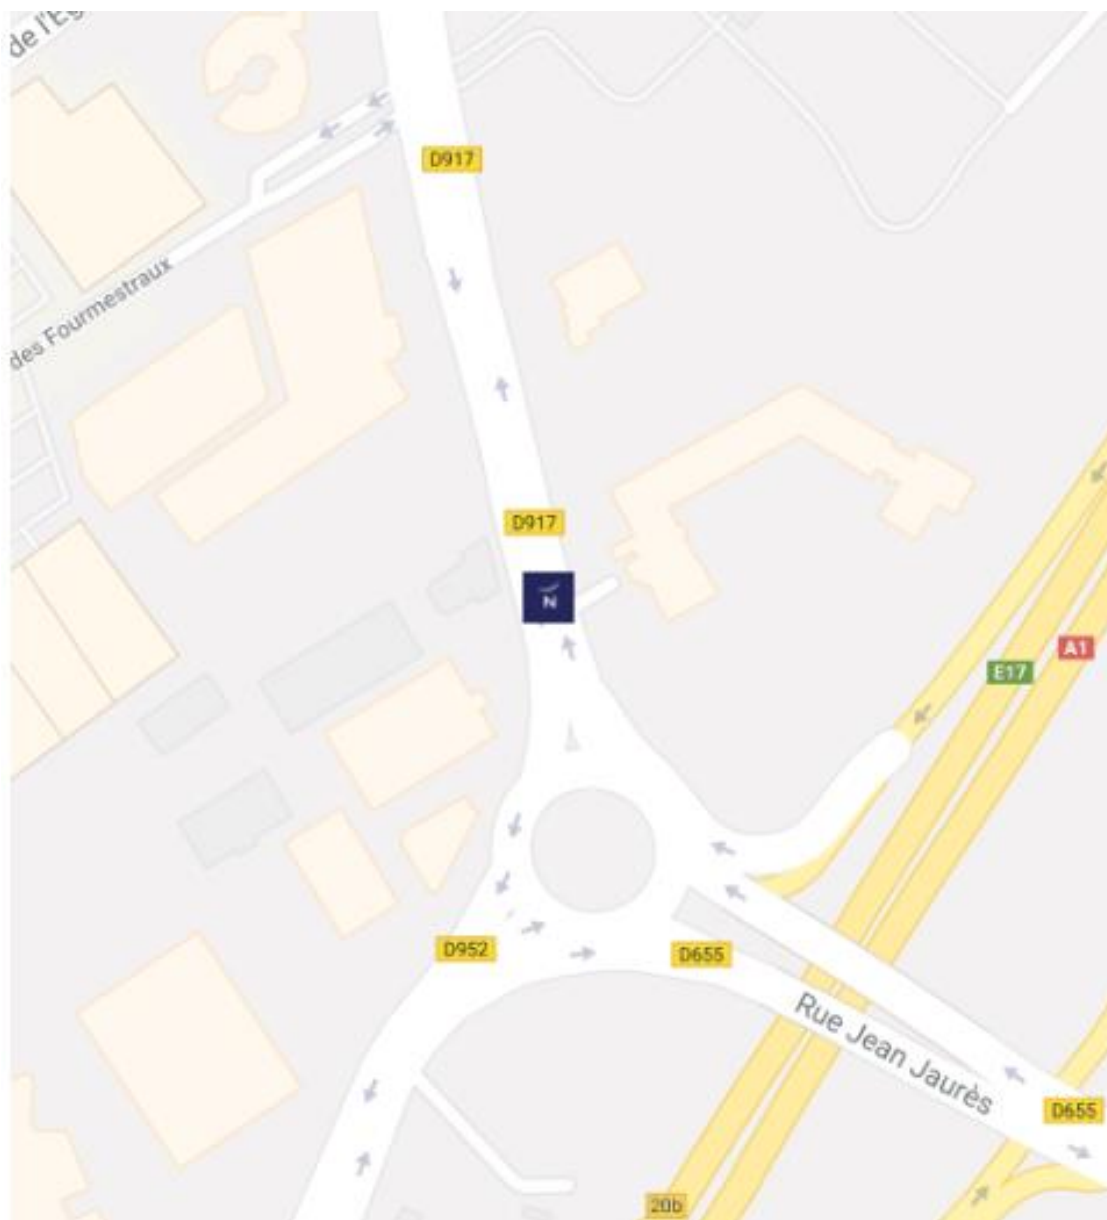 de l'Eg
D917
des Fourmestraux
D917
N
A1
E17
D952
D655
Rue Jean Jaurès
D655
20b